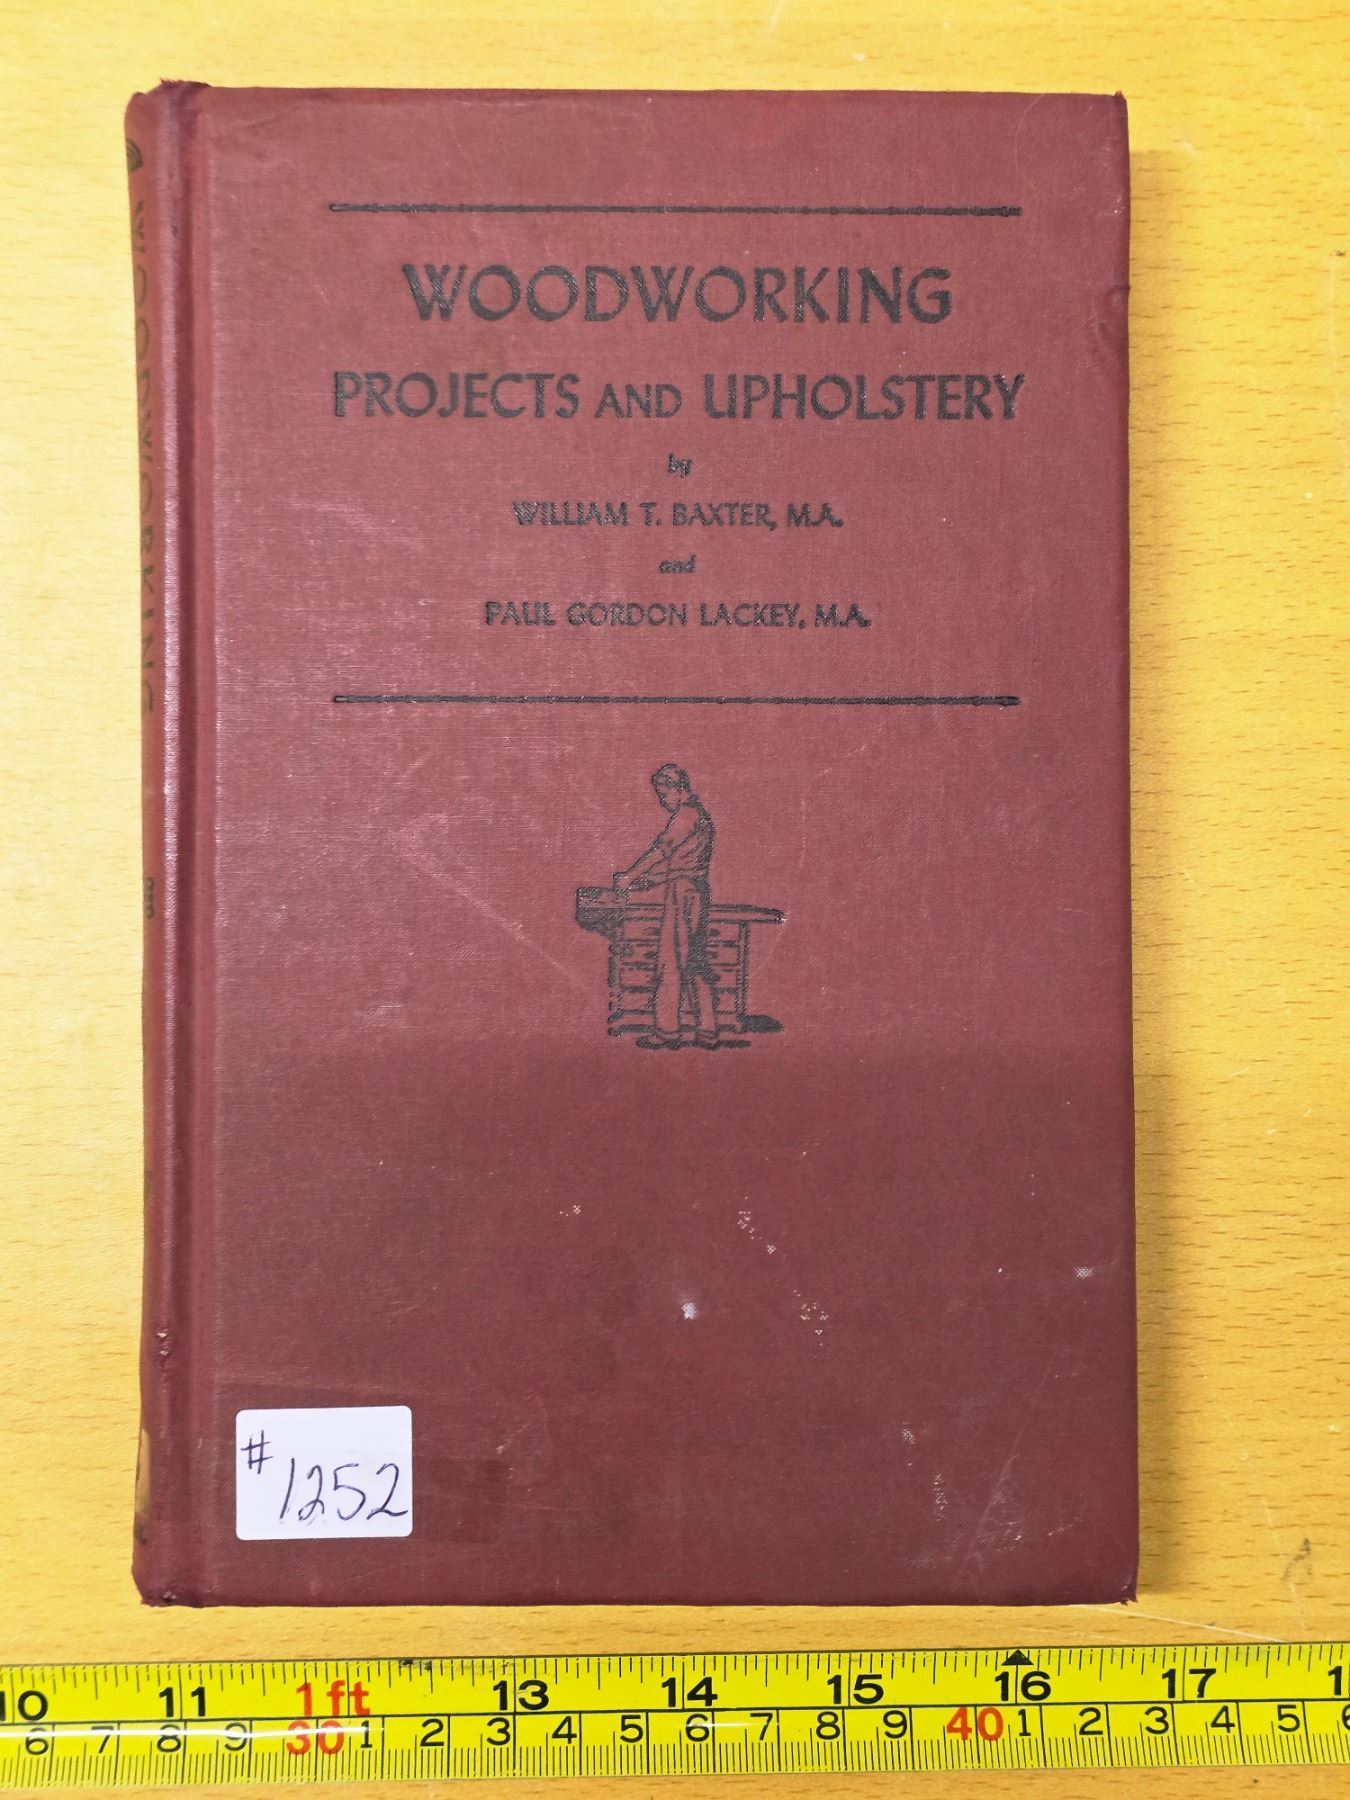 WOODWORKING
PROJECTS AND UPHOLSTERY
by
WILLIAM T. BAXTER, M.A.
and
PAUL GORDON LACKEY, M.A.
WOODWORKING
#1252
10 11 1ft 13 14 15 16 17
6 7 8 9 30 1 2 3 4 5 6 7 8 9 40 1 2 3 4 5